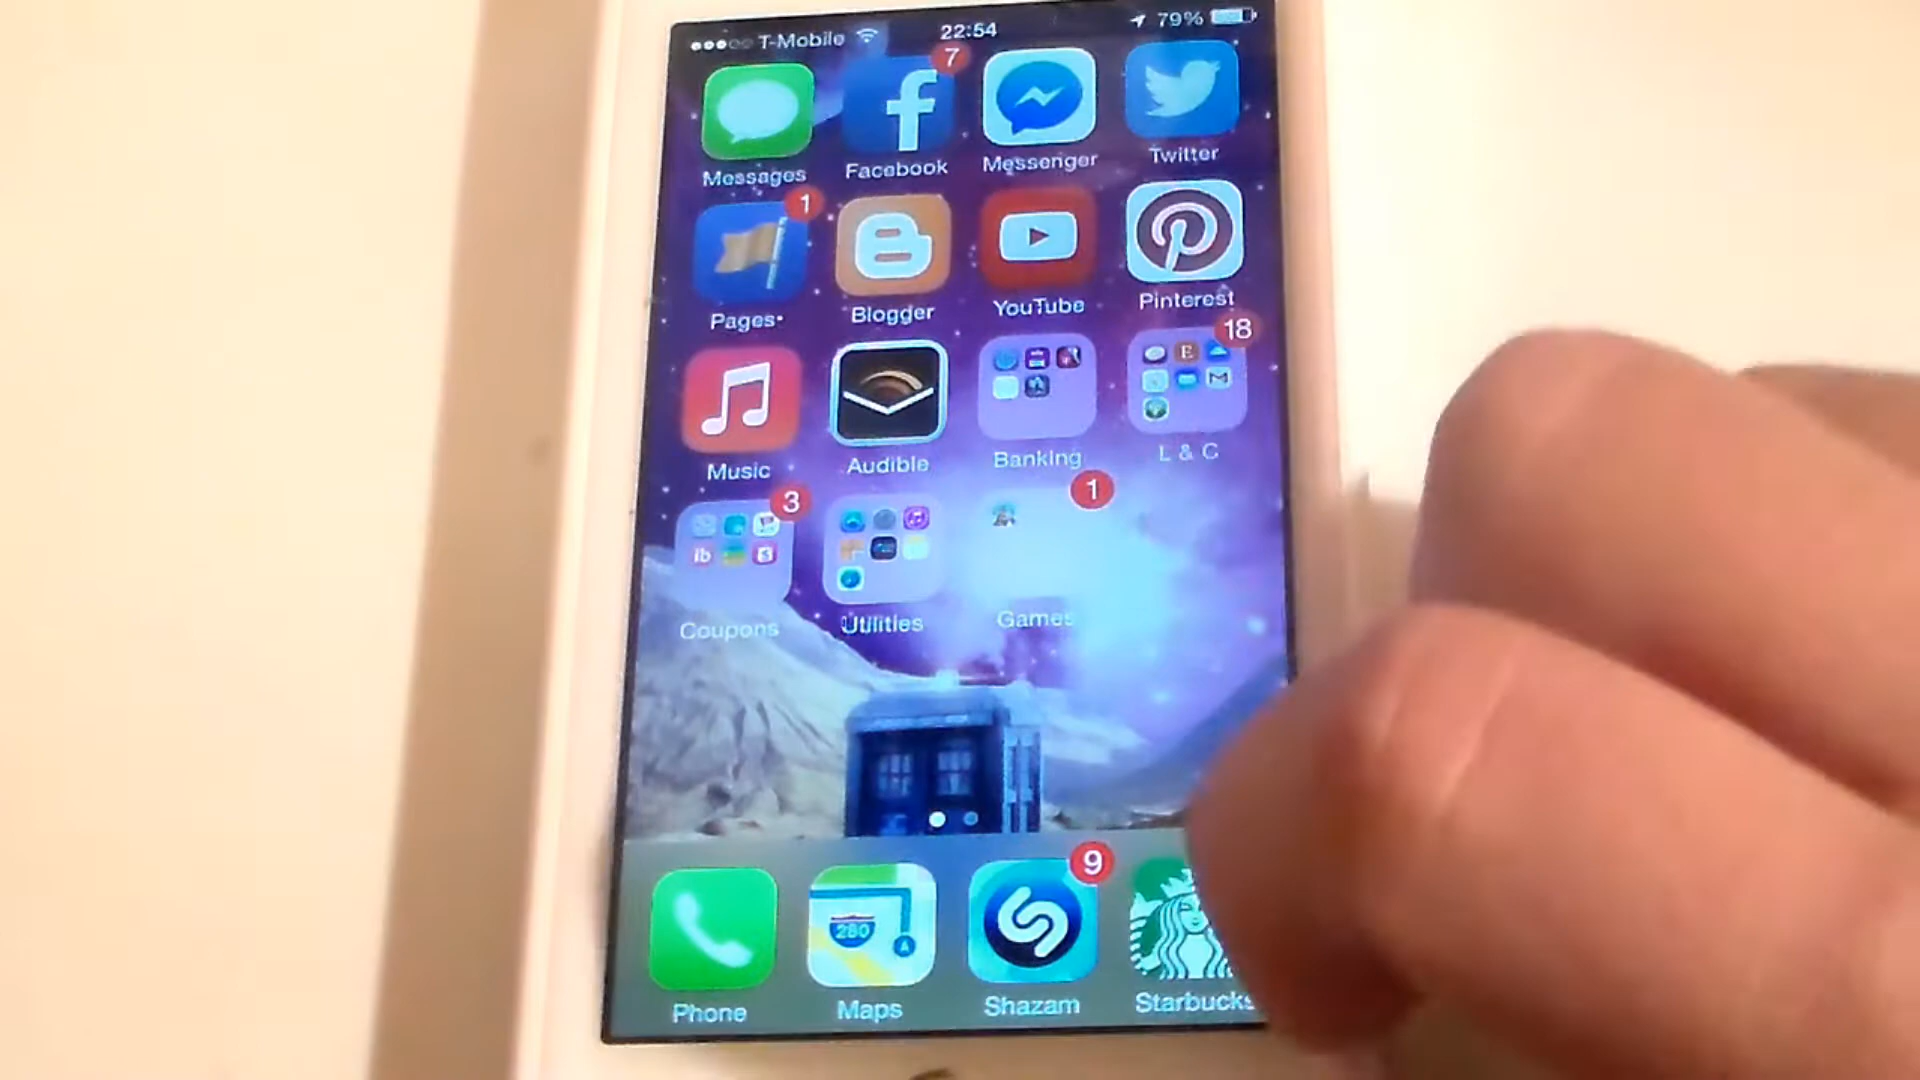 T-Mobile 22:54 79%
7
Messages Facebook Messenger Twitter
1
Pages Blogger YouTube Pinterest
18
E
Music Audible Banking L & C
3 1
ib
Coupons Utilities Games
9
280
A
Phone Maps Shazam Starbucks